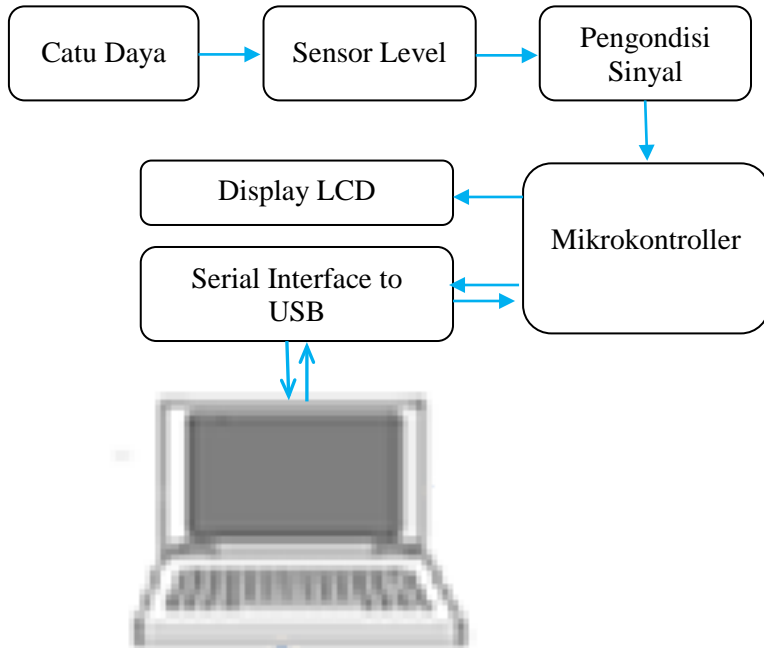 Catu Daya
Sensor Level
Pengondisi
Sinyal
Display LCD
Mikrokontroller
Serial Interface to
USB